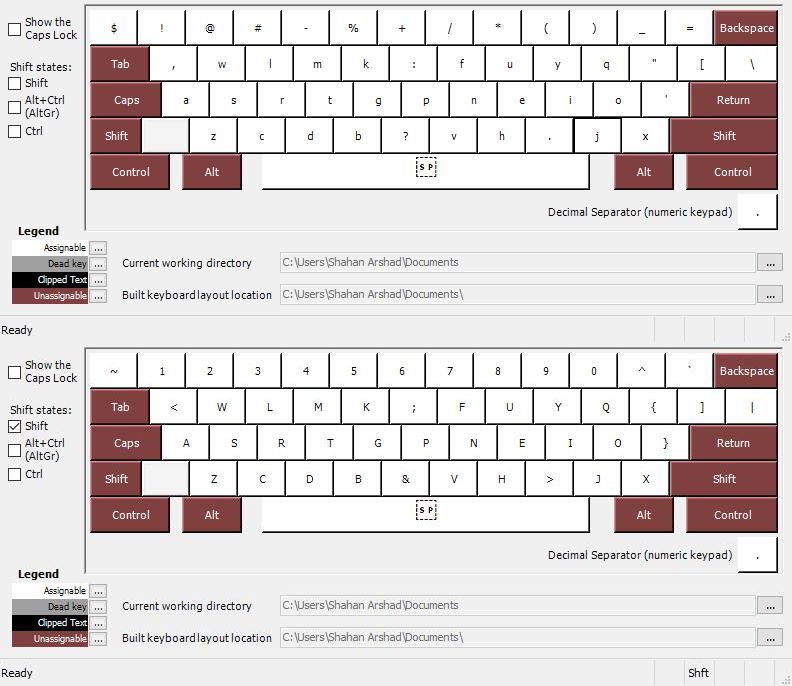 Show the
Caps Lock
$ ! @ # - % + / * ( ) _ = Backspace
Shift states:
Tab , w l m k : f u y q " [ \
Shift
Alt+Ctrl
(AltGr)
Caps a s r t g p n e i o ' Return
Ctrl
Shift z c d b ? v h . j x Shift
Control Alt SP Alt Control
Decimal Separator (numeric keypad) .
Legend
Assignable ...
Dead key ...
Clipped Text ...
Unassignable ...
Current working directory C:\Users\Shahan Arshad\Documents ...
Built keyboard layout location C:\Users\Shahan Arshad\Documents\ ...
Ready
Show the
Caps Lock
~ 1 2 3 4 5 6 7 8 9 0 ^ ` Backspace
Shift states:
Tab < W L M K ; F U Y Q { ] |
Shift
Alt+Ctrl
(AltGr)
Caps A S R T G P N E I O } Return
Ctrl
Shift Z C D B & V H > J X Shift
Control Alt SP Alt Control
Decimal Separator (numeric keypad) .
Legend
Assignable ...
Dead key ...
Clipped Text ...
Unassignable ...
Current working directory C:\Users\Shahan Arshad\Documents ...
Built keyboard layout location C:\Users\Shahan Arshad\Documents\ ...
Ready Shft